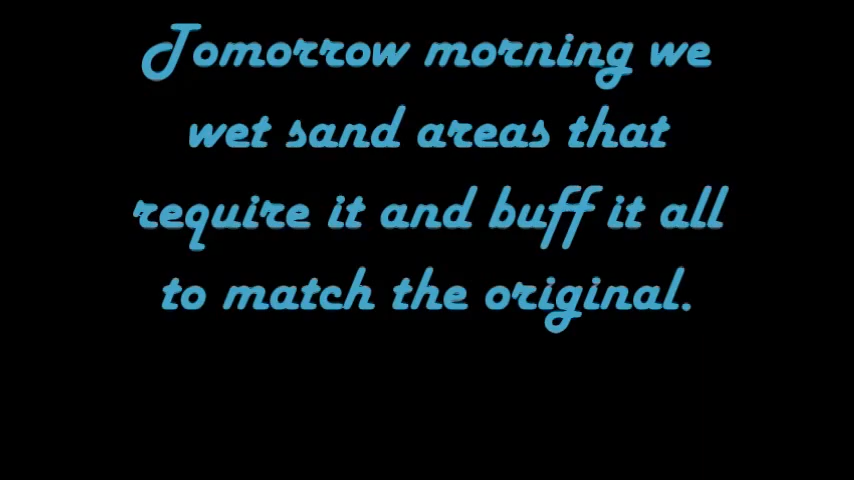 Tomorrow morning we
wet sand areas that
require it and buff it all
to match the original.